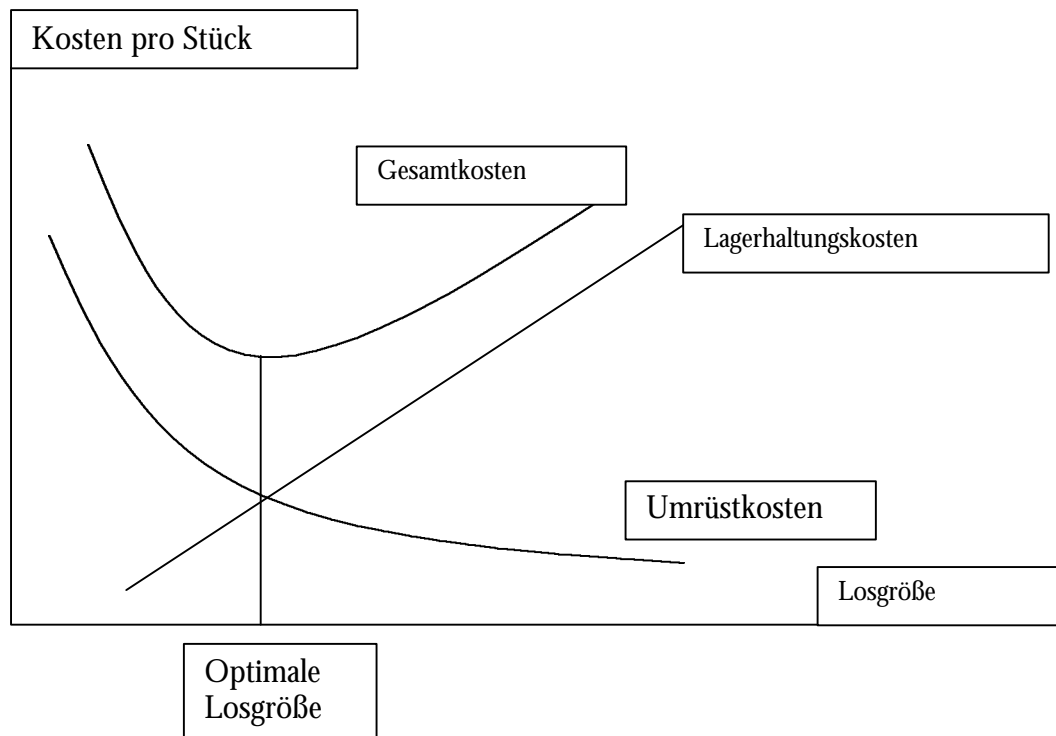 Kosten pro Stück
Gesamtkosten
Lagerhaltungskosten
Umrüstkosten
Losgröße
Optimale
Losgröße